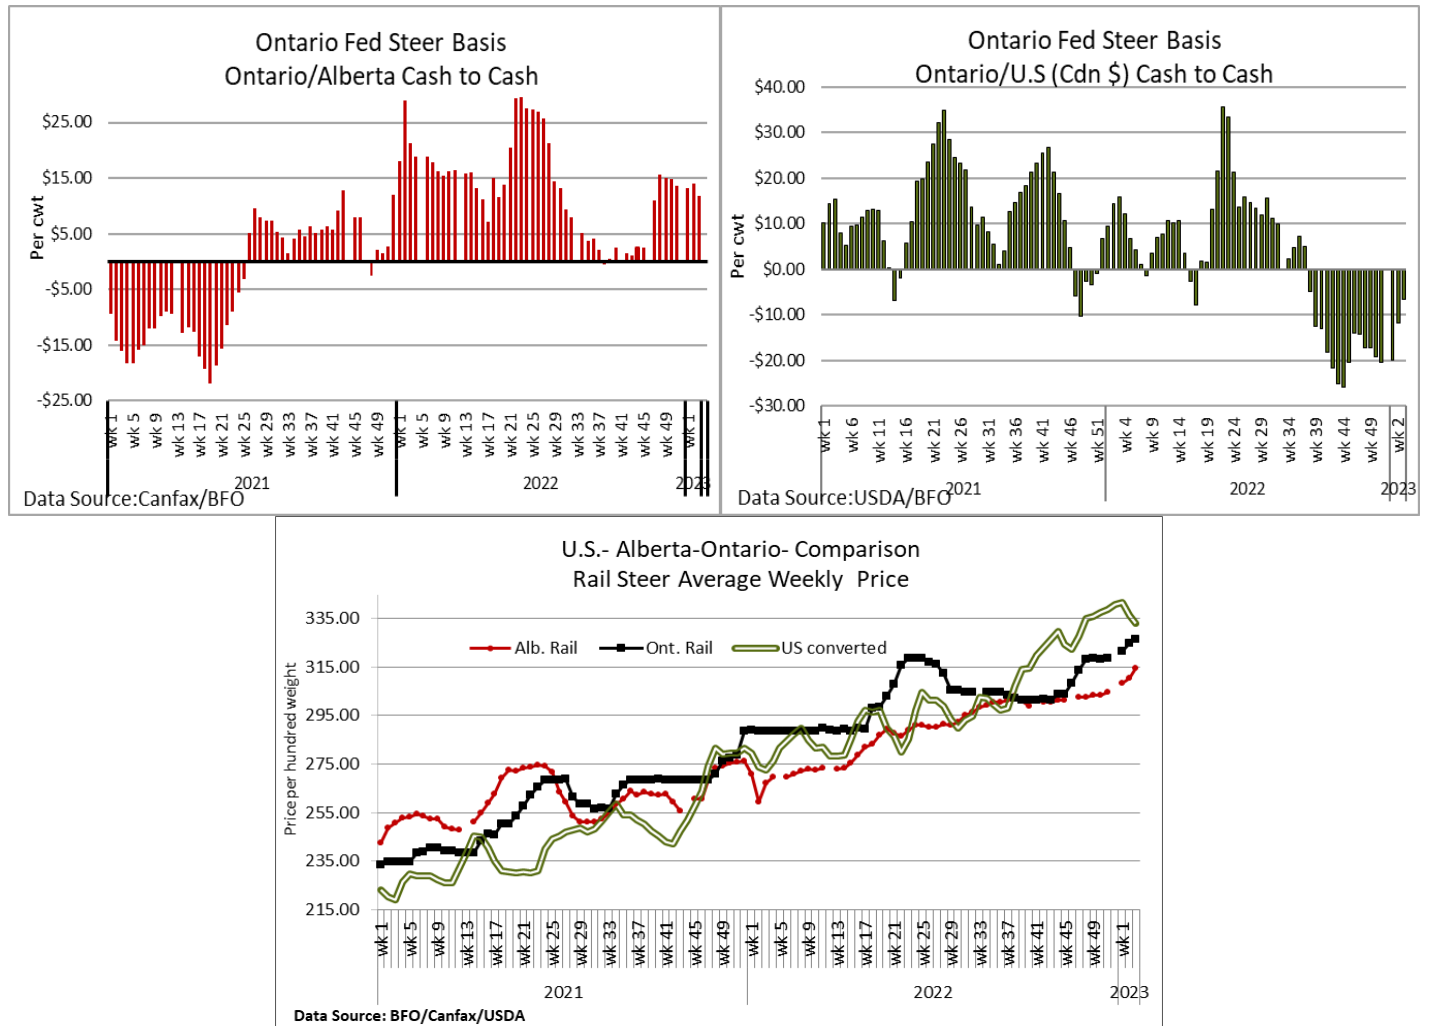 Ontario Fed Steer Basis
Ontario/Alberta Cash to Cash
$25.00
$15.00
$5.00
-$5.00
-$15.00
-$25.00
Per cwt
wk 1
wk 5
wk 9
wk 13
wk 17
wk 21
wk 25
wk 29
wk 33
wk 37
wk 41
wk 45
wk 49
wk 1
wk 5
wk 9
wk 13
wk 17
wk 21
wk 25
wk 29
wk 33
wk 37
wk 41
wk 45
wk 49
wk 1
2021
2022
2023
Data Source:Canfax/BFO
Ontario Fed Steer Basis
Ontario/U.S (Cdn $) Cash to Cash
$40.00
$30.00
$20.00
$10.00
$0.00
-$10.00
-$20.00
-$30.00
Per cwt
wk 1
wk 6
wk 11
wk 16
wk 21
wk 26
wk 31
wk 36
wk 41
wk 46
wk 51
wk 4
wk 9
wk 14
wk 19
wk 24
wk 29
wk 34
wk 39
wk 44
wk 49
wk 2
2021
2022
2023
Data Source:USDA/BFO
U.S.- Alberta-Ontario- Comparison
Rail Steer Average Weekly Price
335.00
315.00
295.00
275.00
255.00
235.00
215.00
Price per hundred weight
Alb. Rail
Ont. Rail
US converted
wk 1
wk 5
wk 9
wk 13
wk 17
wk 21
wk 25
wk 29
wk 33
wk 37
wk 41
wk 45
wk 49
wk 1
wk 5
wk 9
wk 13
wk 17
wk 21
wk 25
wk 29
wk 33
wk 37
wk 41
wk 45
wk 49
wk 1
2021
2022
2023
Data Source: BFO/Canfax/USDA